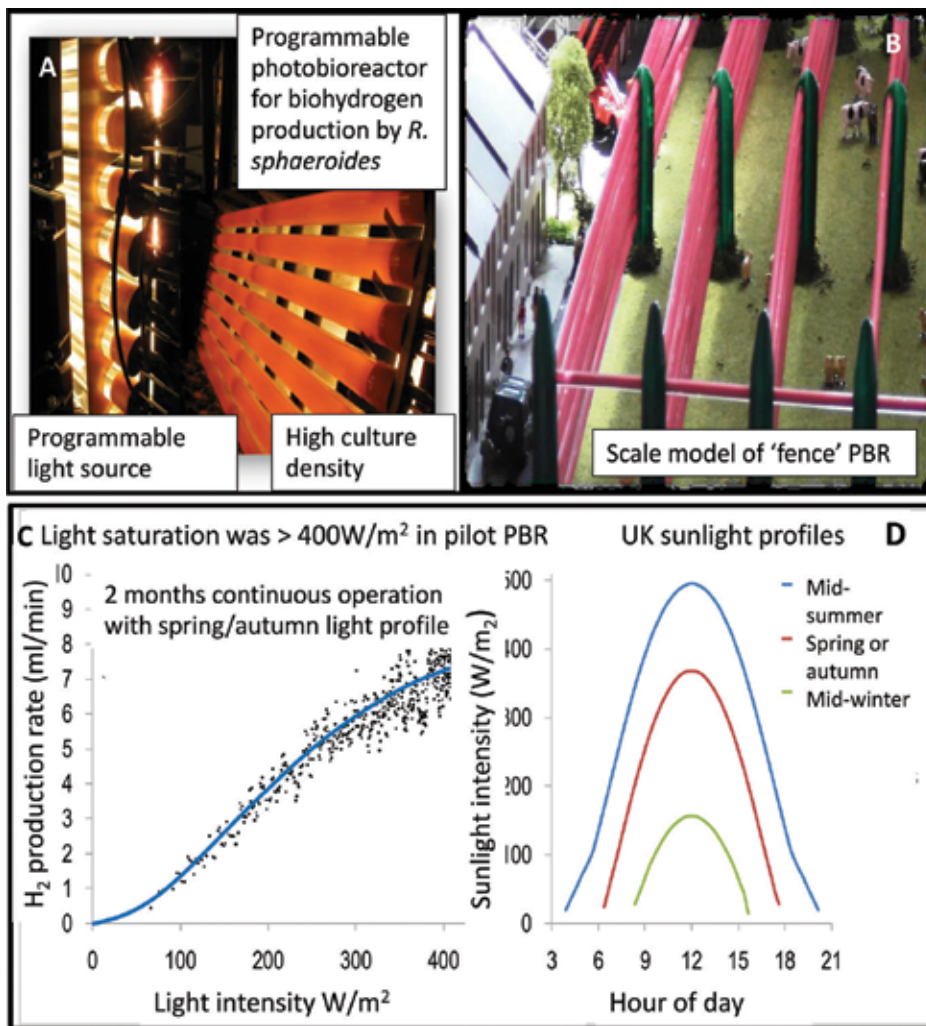 A
Programmable
photobioreactor
for biohydrogen
production by R.
sphaeroides
Programmable
light source
High culture
density
B
Scale model of 'fence' PBR
C Light saturation was > 400W/m² in pilot PBR
2 months continuous operation
with spring/autumn light profile
H₂ production rate (ml/min)
10
9
8
7
6
5
4
3
2
1
0
0 100 200 300 400
Light intensity W/m²
UK sunlight profiles D
Sunlight intensity (W/m₂)
500
400
300
200
100
0
3 6 9 12 15 18 21
Hour of day
Mid-
summer
Spring or
autumn
Mid-winter